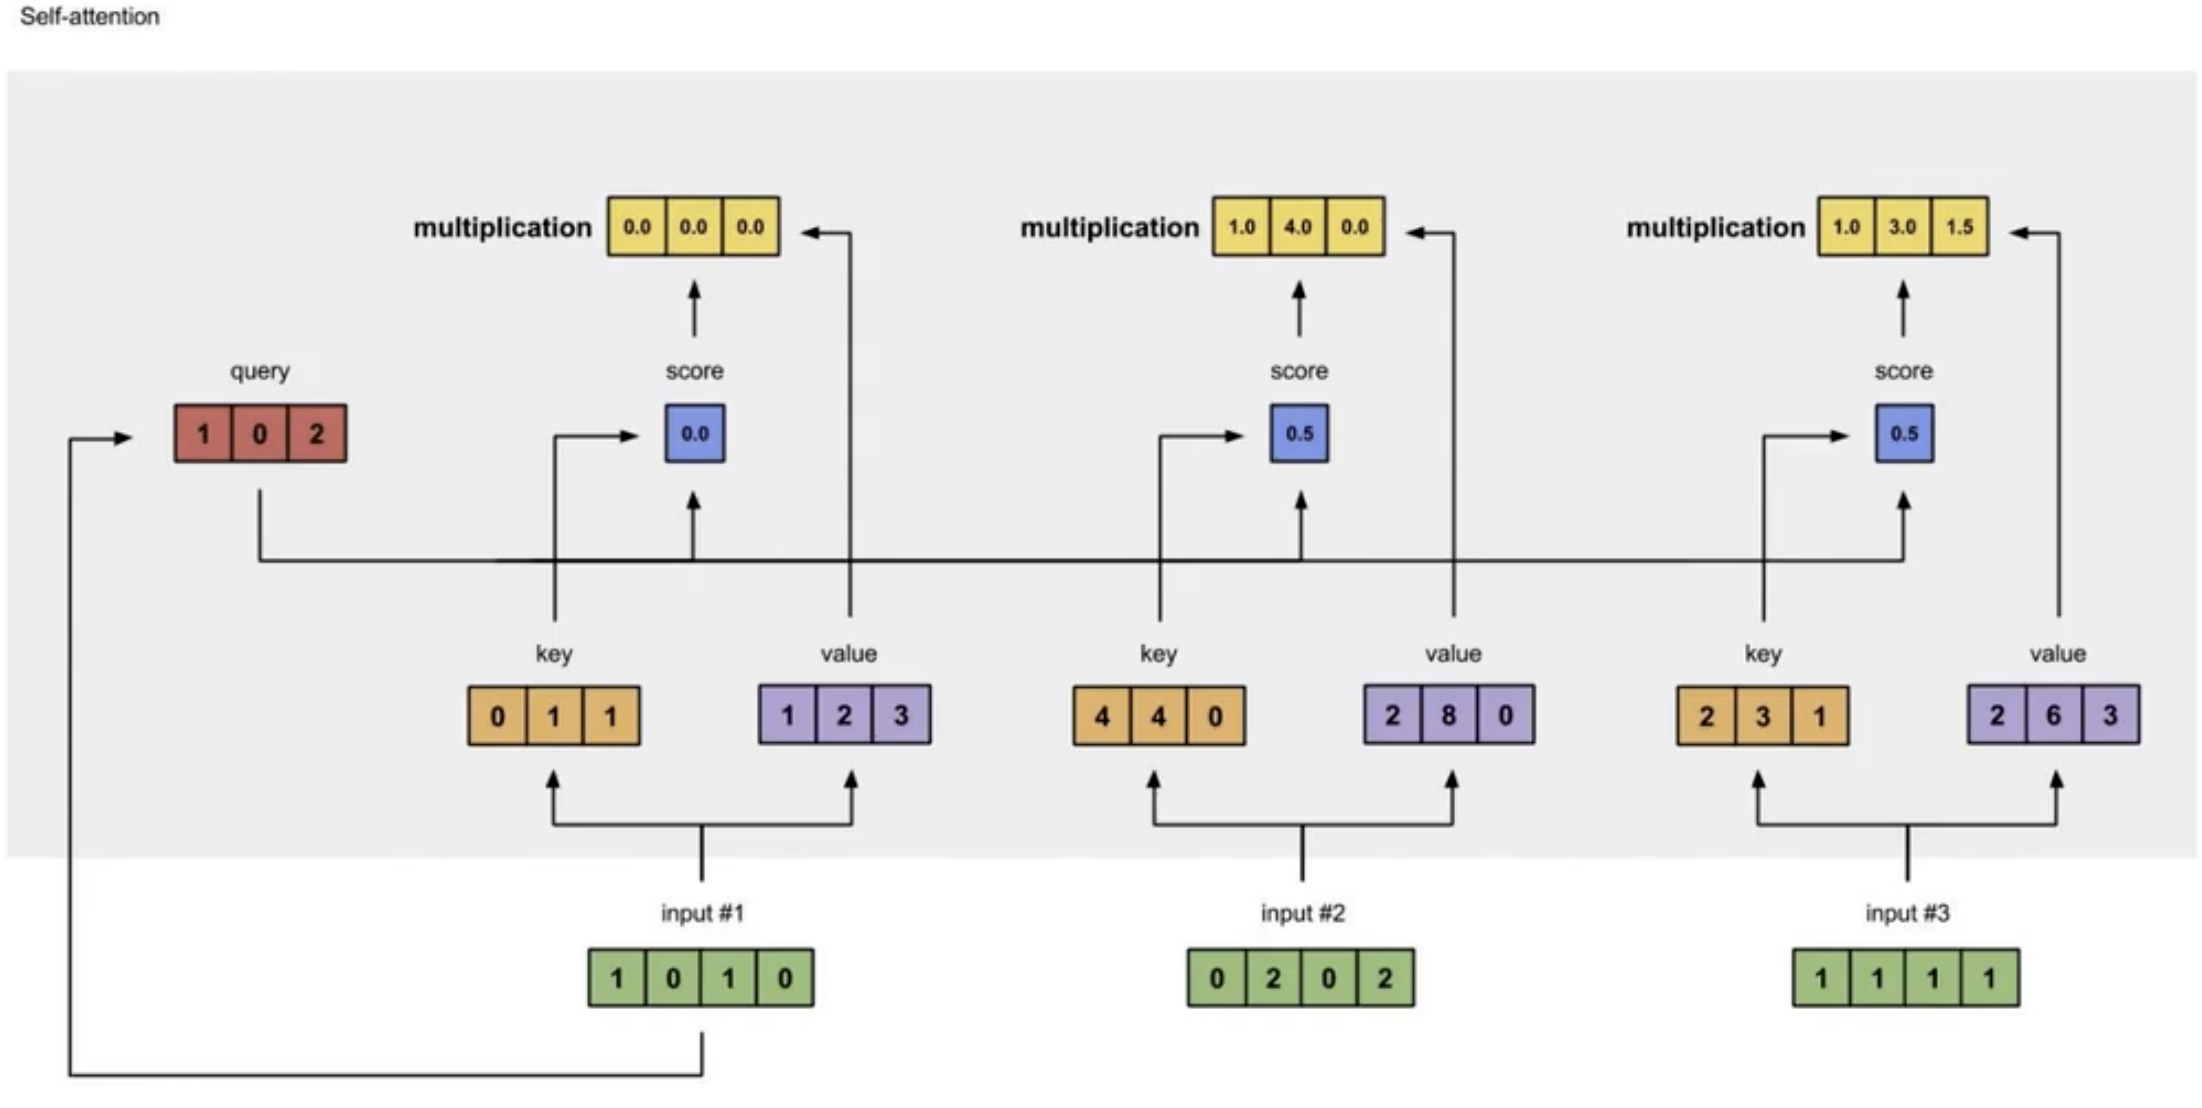 Self-attention
multiplication 0.0 0.0 0.0
multiplication 1.0 4.0 0.0
multiplication 1.0 3.0 1.5
query
score
score
score
1 0 2
0.0
0.5
0.5
key
value
key
value
key
value
0 1 1
1 2 3
4 4 0
2 8 0
2 3 1
2 6 3
input #1
input #2
input #3
1 0 1 0
0 2 0 2
1 1 1 1